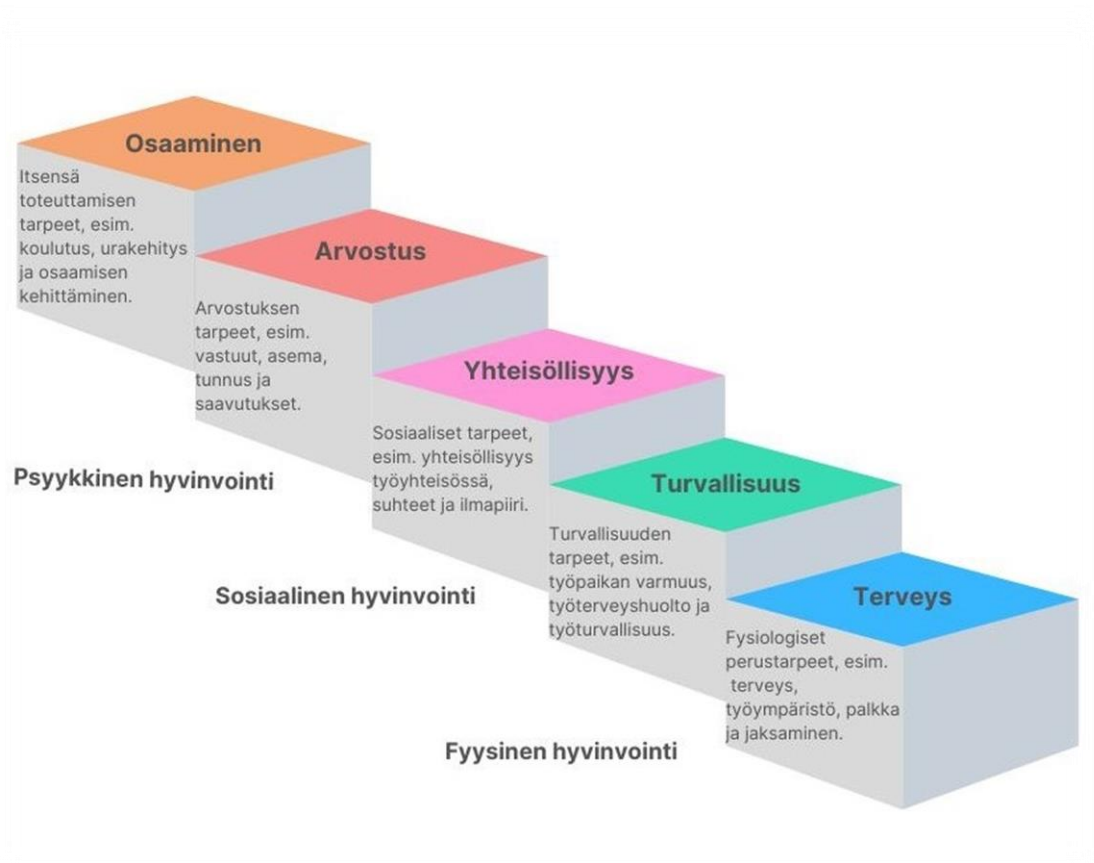 Osaaminen
Itsensä
toteuttamisen
tarpeet, esim.
koulutus, urakehitys
ja osaamisen
kehittäminen.
Arvostus
Arvostuksen
tarpeet, esim.
vastuut, asema,
tunnus ja
saavutukset.
Yhteisöllisyys
Sosiaaliset tarpeet,
esim. yhteisöllisyys
työyhteisössä,
suhteet ja ilmapiiri.
Turvallisuus
Turvallisuuden
tarpeet, esim.
työpaikan varmuus,
työterveyshuolto ja
työturvallisuus.
Terveys
Fysiologiset
perustarpeet, esim.
terveys,
työympäristö, palkka
ja jaksaminen.
Psyykkinen hyvinvointi
Sosiaalinen hyvinvointi
Fyysinen hyvinvointi